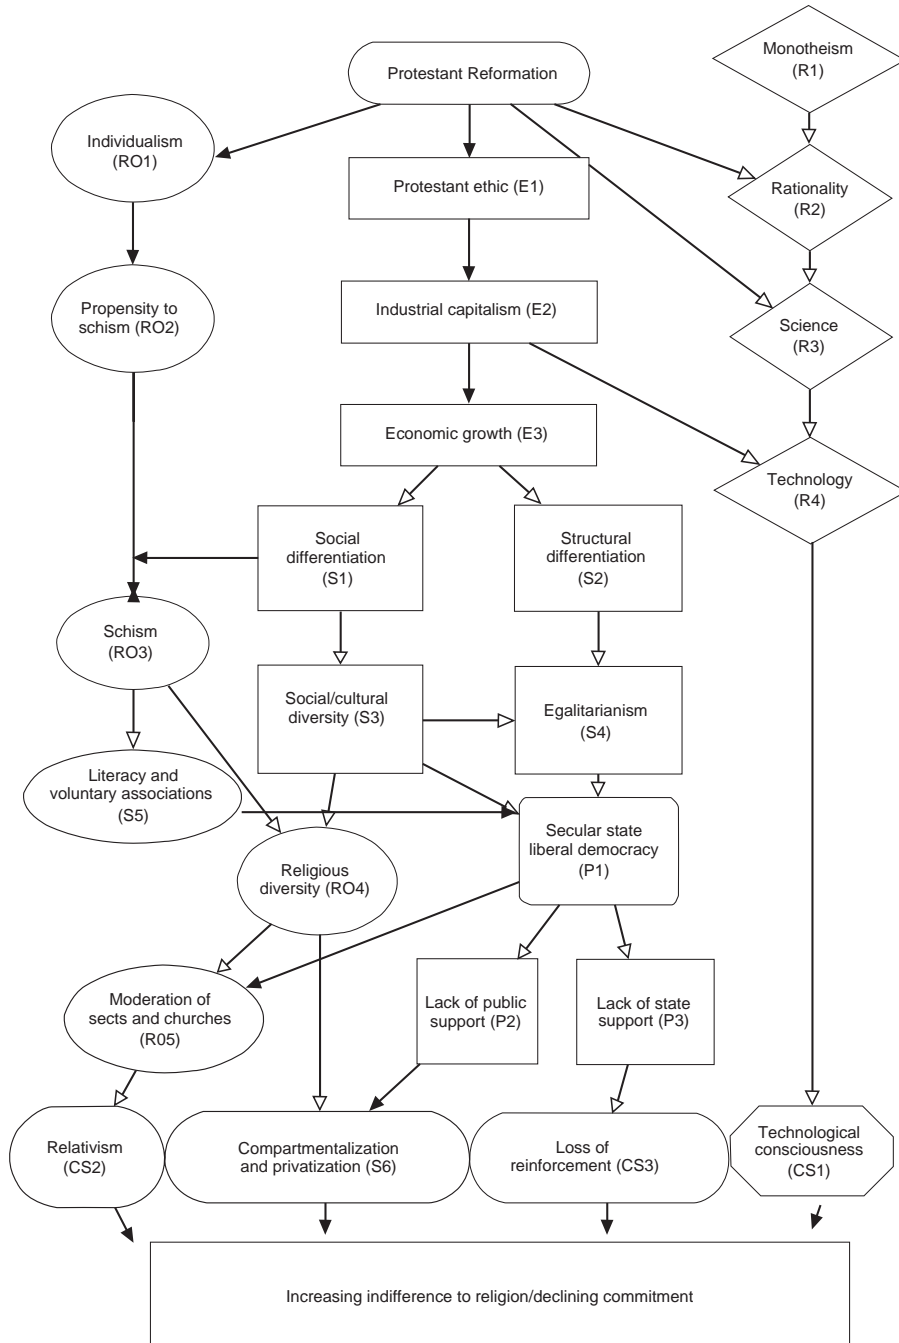 Protestant Reformation
Monotheism
(R1)
Individualism
(RO1)
Protestant ethic (E1)
Rationality
(R2)
Propensity to
schism (RO2)
Industrial capitalism (E2)
Science
(R3)
Economic growth (E3)
Technology
(R4)
Social
differentiation
(S1)
Structural
differentiation
(S2)
Schism
(RO3)
Social/cultural
diversity (S3)
Egalitarianism
(S4)
Literacy and
voluntary associations
(S5)
Secular state
liberal democracy
(P1)
Religious
diversity (RO4)
Moderation of
sects and churches
(R05)
Lack of public
support (P2)
Lack of state
support (P3)
Relativism
(CS2)
Compartmentalization
and privatization (S6)
Loss of
reinforcement (CS3)
Technological
consciousness
(CS1)
Increasing indifference to religion/declining commitment